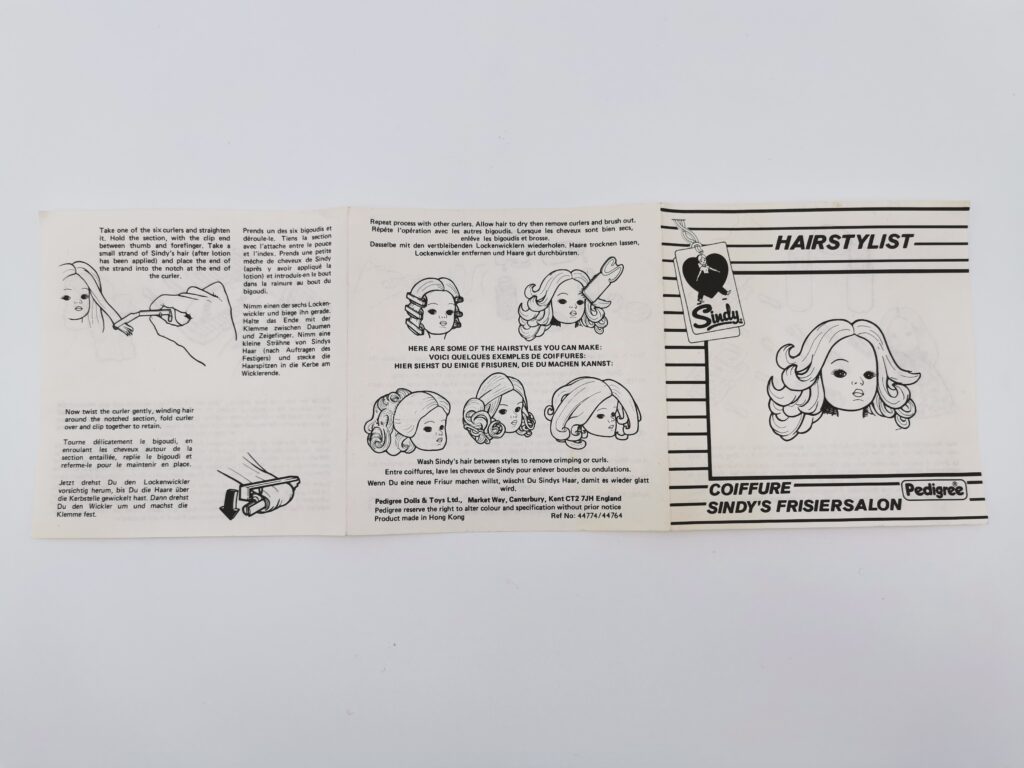 Take one of the six curlers and straighten
it. Hold the section, with the clip end
between thumb and forefinger. Take a
small strand of Sindy's hair (after lotion
has been applied) and place the end of
the strand into the notch at the end of
the curler.
Prends un des six bigoudis et
déroule-le. Tiens la section
avec l'attache entre le pouce
et l'index. Prends une petite
mêche de cheveux de Sindy
(après y avoir appliqué la
lotion) et introduis-en le bout
dans la rainure au bout du
bigoudi.
Nimm einen der sechs Locken-
wickler und biege ihn gerade.
Halte das Ende mit der
Klemme zwischen Daumen
und Zeigefinger. Nimm eine
kleine Strähne von Sindys
Haar (nach Auftragen des
Festigers) und stecke die
Haarspitzen in die Kerbe am
Wicklerende.
Now twist the curler gently, winding hair
around the notched section, fold curler
over and clip together to retain.
Tourne délicatement le bigoudi, en
enroulant les cheveux autour de la
section entaillée, replie le bigoudi et
referme-le pour le maintenir en place.
Jetzt drehst Du den Lockenwickler
vorsichtig herum, bis Du die Haare über
die Kerbstelle gewickelt hast. Dann drehst
Du den Wickler um und machst die
Klemme fest.
Repeat process with other curlers. Allow hair to dry then remove curlers and brush out.
Répéte l'opération avec les autres bigoudis. Lorsque les cheveux sont bien secs,
enlève les bigoudis et brosse.
Dasselbe mit den vertbleibenden Lockenwicklern wiederholen. Haare trocknen lassen,
Lockenwickler entfernen und Haare gut durchbürsten.
HERE ARE SOME OF THE HAIRSTYLES YOU CAN MAKE:
VOICI QUELQUES EXEMPLES DE COIFFURES:
HIER SIEHST DU EINIGE FRISUREN, DIE DU MACHEN KANNST:
Wash Sindy's hair between styles to remove crimping or curls.
Entre coiffures, lave les cheveux de Sindy pour enlever boucles ou ondulations.
Wenn Du eine neue Frisur machen willst, wäscht Du Sindys Haar, damit es wieder glatt
wird.
Pedigree Dolls & Toys Ltd., Market Way, Canterbury, Kent CT2 7JH England
Pedigree reserve the right to alter colour and specification without prior notice
Product made in Hong Kong Ref No: 44774/44764
HAIRSTYLIST
Sindy
COIFFURE
SINDY'S FRISIERSALON
Pedigree®